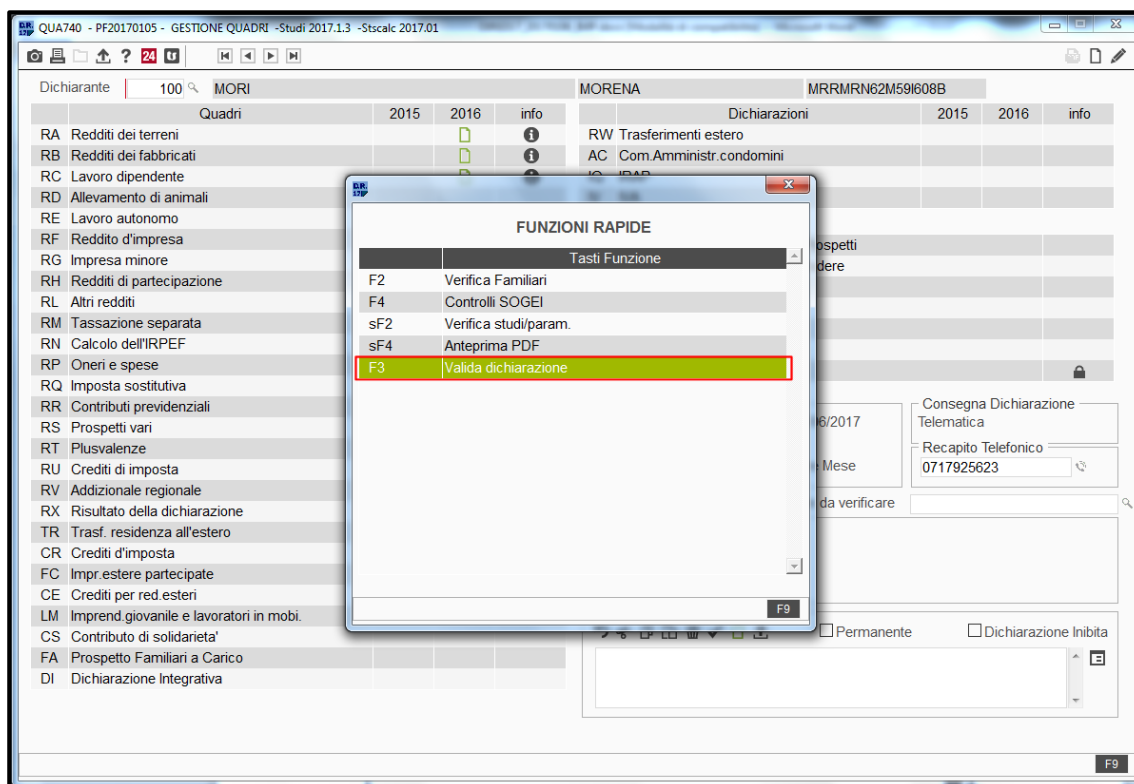 QUA740 - PF20170105 - GESTIONE QUADRI -Studi 2017.1.3 -Stscalc 2017.01
? 24
Dichiarante 100 MORI MORENA MRRMRN62M59I608B
Quadri 2015 2016 info Dichiarazioni 2015 2016 info
RA Redditi dei terreni RW Trasferimenti estero
RB Redditi dei fabbricati AC Com.Amministr.condomini
RC Lavoro dipendente
RD Allevamento di animali
RE Lavoro autonomo
RF Reddito d'impresa ospetti
RG Impresa minore dere
RH Redditi di partecipazione
RL Altri redditi
RM Tassazione separata
RN Calcolo dell'IRPEF
RP Oneri e spese
RQ Imposta sostitutiva
RR Contributi previdenziali
RS Prospetti vari
RT Plusvalenze
RU Crediti di imposta
RV Addizionale regionale
RX Risultato della dichiarazione
TR Trasf. residenza all'estero
CR Crediti d'imposta
FC Impr.estere partecipate
CE Crediti per red.esteri
LM Imprend.giovanile e lavoratori in mobi.
CS Contributo di solidarieta'
FA Prospetto Familiari a Carico
DI Dichiarazione Integrativa
D.R.
FUNZIONI RAPIDE
Tasti Funzione
F2 Verifica Familiari
F4 Controlli SOGEI
sF2 Verifica studi/param.
sF4 Anteprima PDF
F3 Valida dichiarazione
F9
6/2017
Mese
Consegna Dichiarazione
Telematica
Recapito Telefonico
0717925623
da verificare
Permanente Dichiarazione Inibita
F9